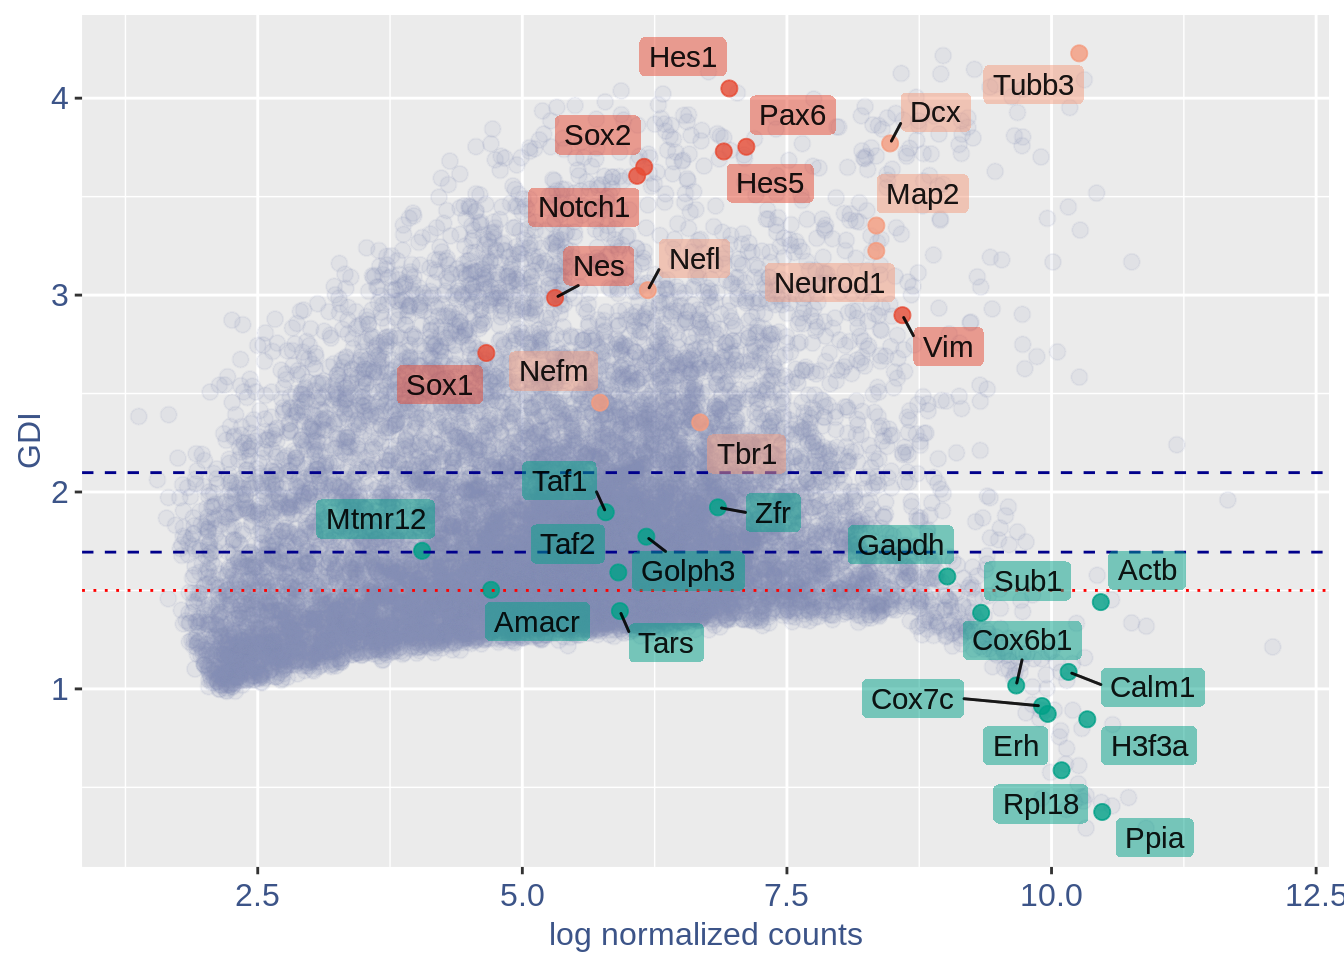 Hes1
Tubb3
4
Pax6
Dcx
Sox2
Hes5
Map2
Notch1
Nes
Nefl
Neurod1
3
Vim
Nefm
Sox1
GDI
Tbr1
Taf1
2
Mtmr12
Zfr
Taf2
Gapdh
Golph3
Actb
Sub1
Amacr
Tars
Cox6b1
1
Cox7c
Calm1
Erh
H3f3a
Rpl18
Ppia
2.5
5.0
7.5
10.0
12.5
log normalized counts